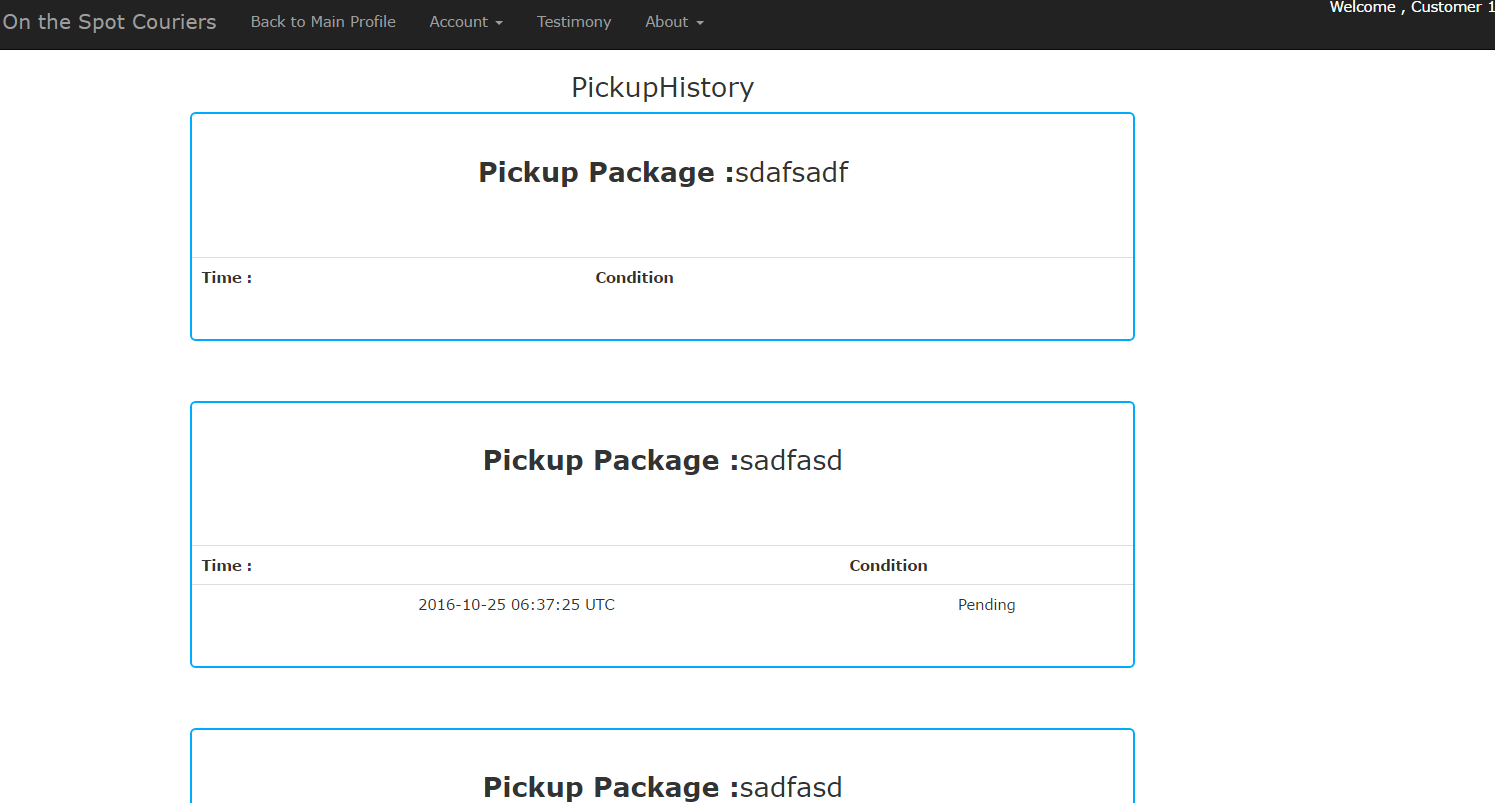 On the Spot Couriers Back to Main Profile Account Testimony About Welcome , Customer 1
PickupHistory
Pickup Package :sdafsadf
Time : Condition
Pickup Package :sadfasd
Time : Condition
2016-10-25 06:37:25 UTC Pending
Pickup Package :sadfasd